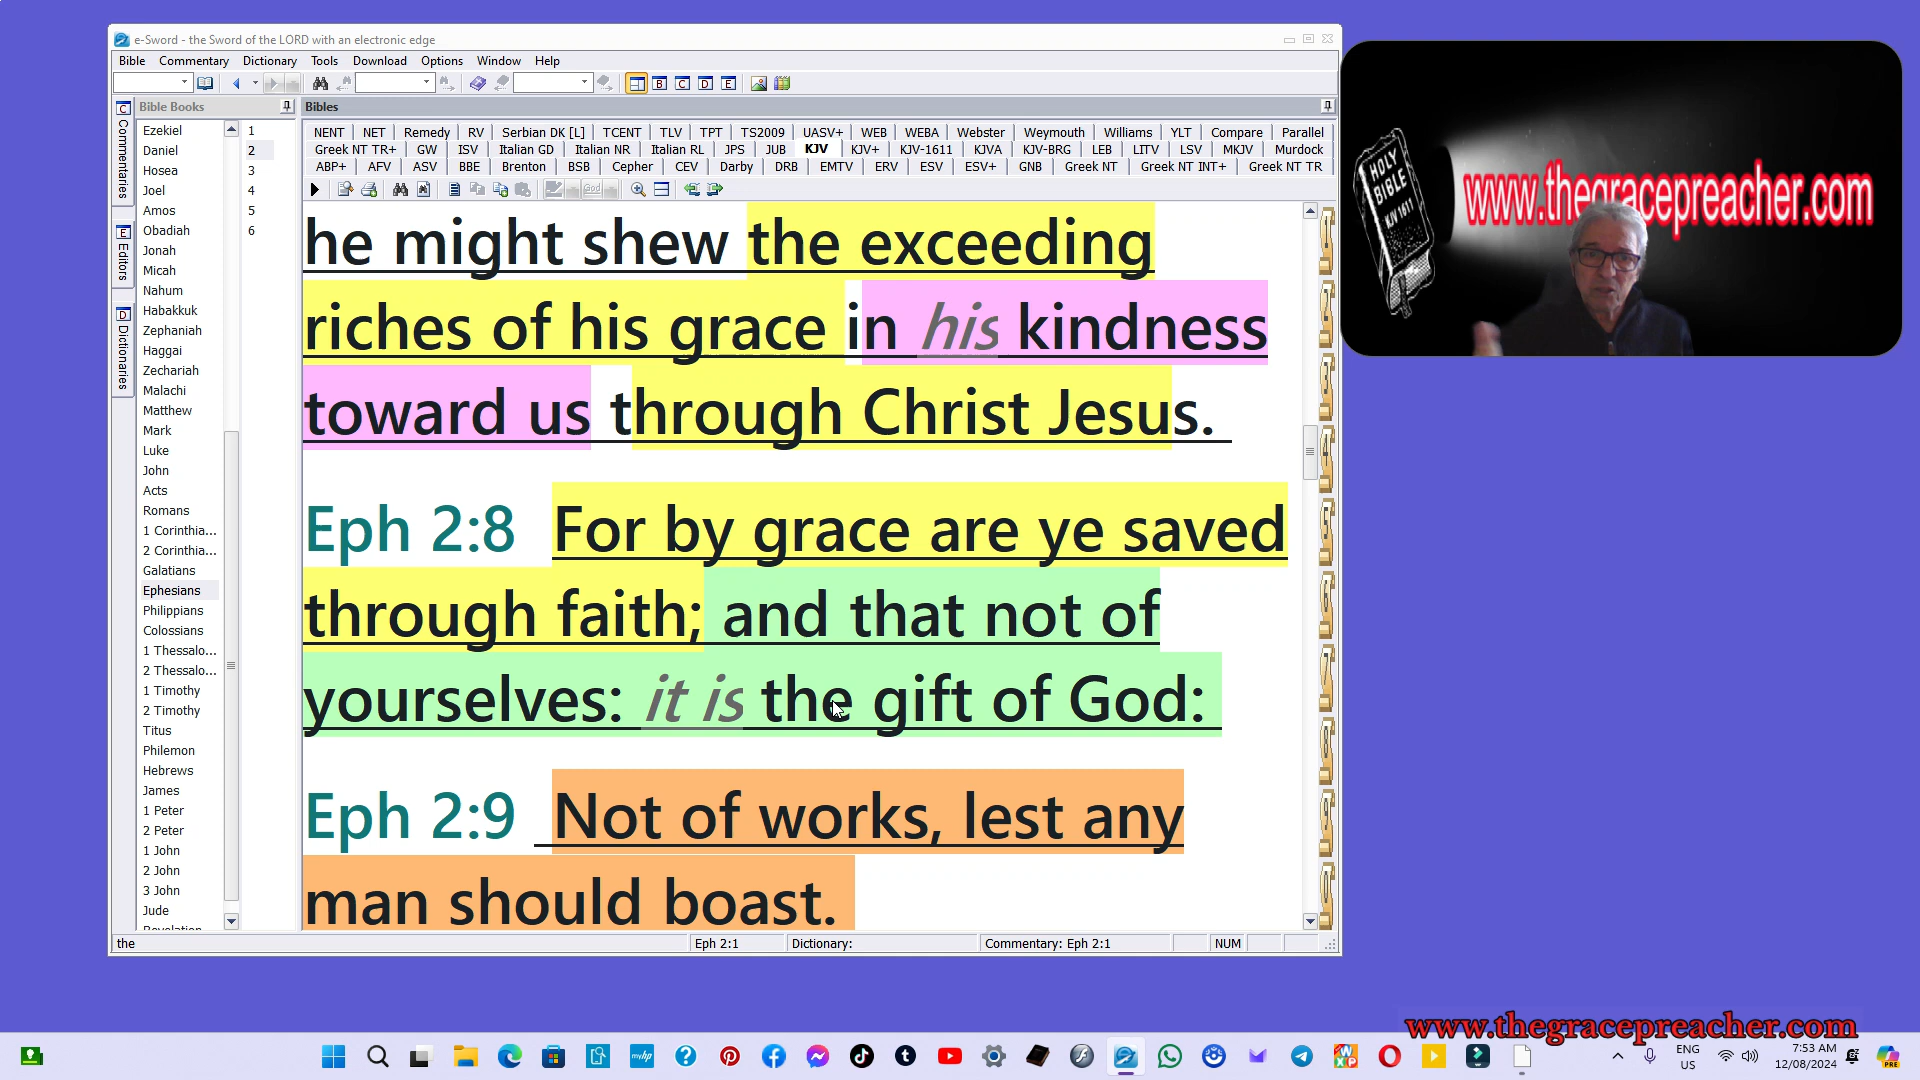 e-Sword - the Sword of the LORD with an electronic edge
Bible Commentary Dictionary Tools Download Options Window Help
B C D E
Bible Books
Bibles
C Commentaries
E Editors
D Dictionaries
Ezekiel
Daniel
Hosea
Joel
Amos
Obadiah
Jonah
Micah
Nahum
Habakkuk
Zephaniah
Haggai
Zechariah
Malachi
Matthew
Mark
Luke
John
Acts
Romans
1 Corinthia...
2 Corinthia...
Galatians
Ephesians
Philippians
Colossians
1 Thessalo...
2 Thessalo...
1 Timothy
2 Timothy
Titus
Philemon
Hebrews
James
1 Peter
2 Peter
1 John
2 John
3 John
Jude
Revelation
1
2
3
4
5
6
NENT NET Remedy RV Serbian DK [L] TCENT TLV TPT TS2009 UASV+ WEB WEBA Webster Weymouth Williams YLT Compare Parallel
Greek NT TR+ GW ISV Italian GD Italian NR Italian RL JPS JUB KJV KJV+ KJV-1611 KJVA KJV-BRG LEB LITV LSV MKJV Murdock
ABP+ AFV ASV BBE Brenton BSB Cepher CEV Darby DRB EMTV ERV ESV ESV+ GNB Greek NT Greek NT INT+ Greek NT TR
he might shew the exceeding
riches of his grace in his kindness
toward us through Christ Jesus.
Eph 2:8 For by grace are ye saved
through faith; and that not of
yourselves: it is the gift of God:
Eph 2:9 Not of works, lest any
man should boast.
1
2
3
4
5
6
7
8
9
0
the
Eph 2:1
Dictionary:
Commentary: Eph 2:1
NUM
HOLY
BIBLE
KJV 1611
www.thegracepreacher.com
www.thegracepreacher.com
ENG
US
7:53 AM
12/08/2024